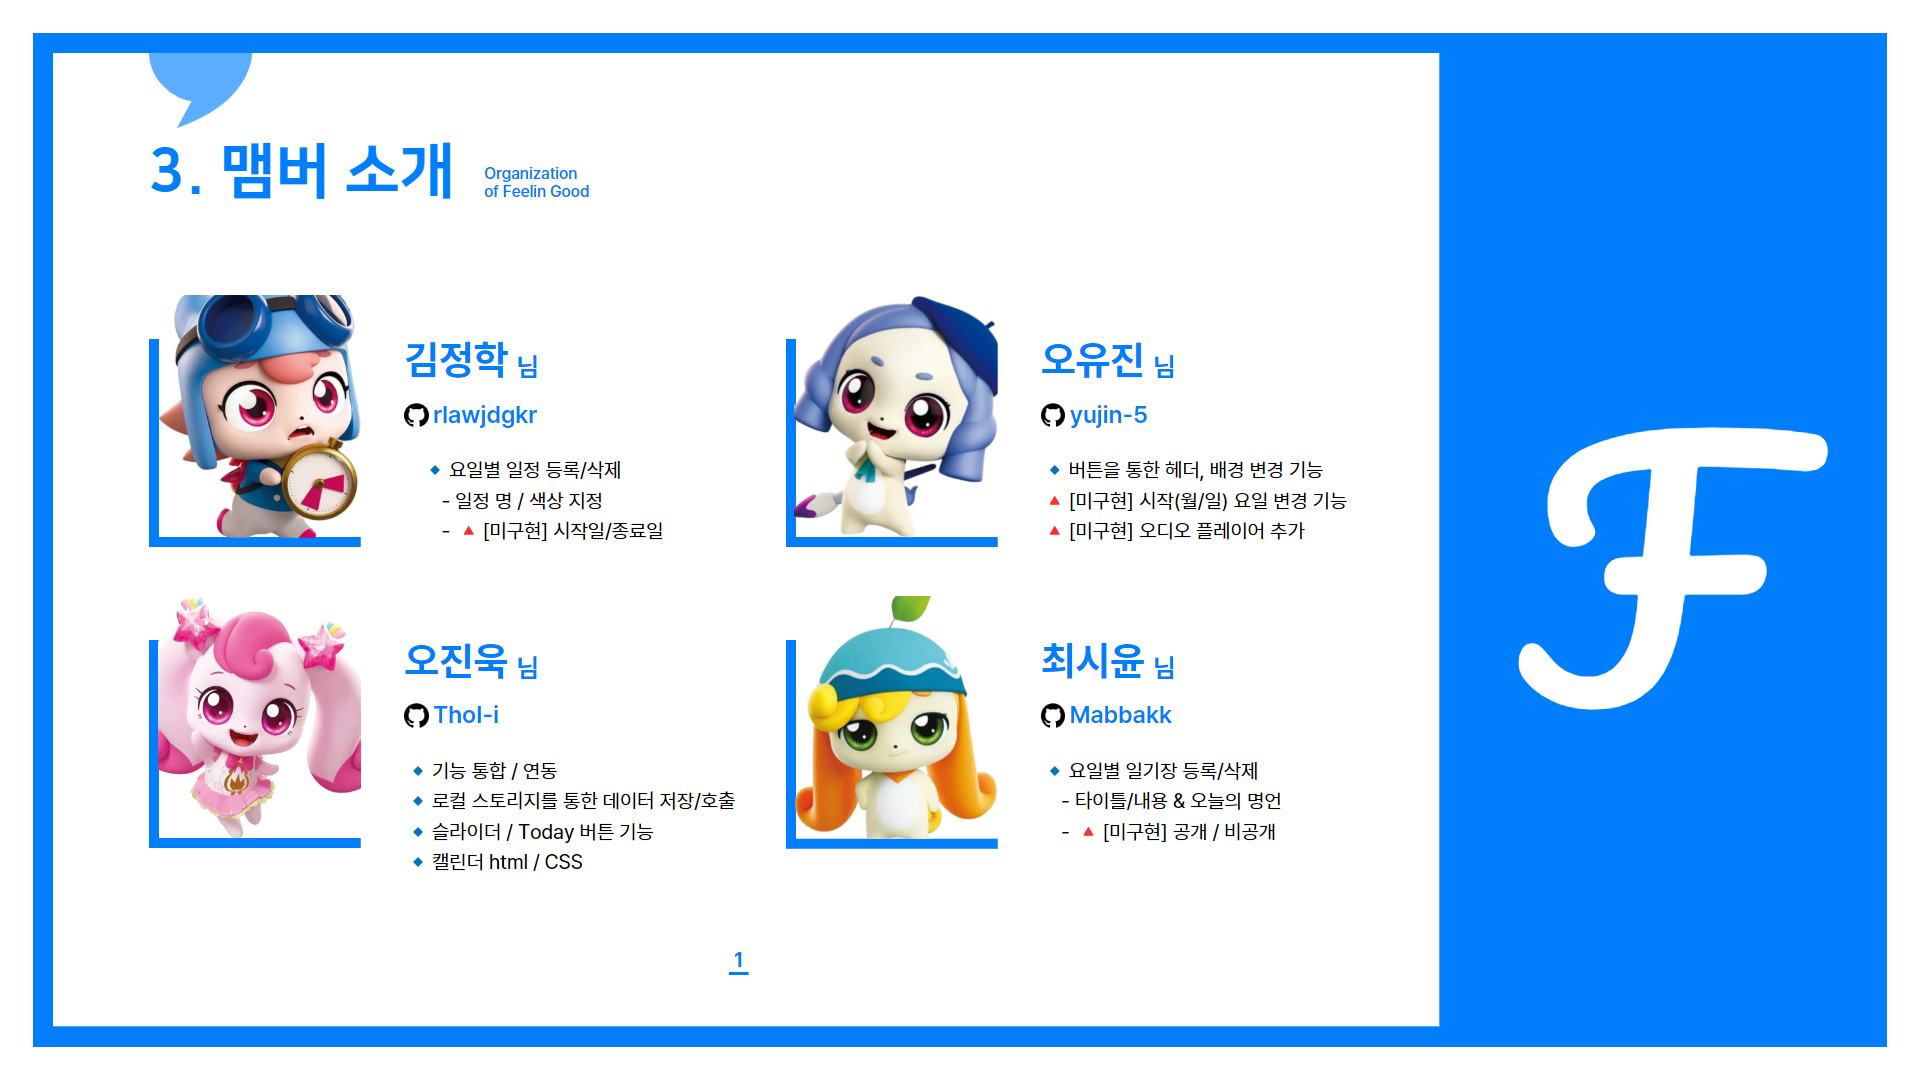 3. 맴버 소개
Organization
of Feelin Good
김정학 님
rlawjdgkr
◆ 요일별 일정 등록/삭제
- 일정 명 / 색상 지정
- 🔺 [미구현] 시작일/종료일
오유진 님
yujin-5
◆ 버튼을 통한 헤더, 배경 변경 기능
🔺 [미구현] 시작(월/일) 요일 변경 기능
🔺 [미구현] 오디오 플레이어 추가
오진욱 님
Thol-i
◆ 기능 통합 / 연동
◆ 로컬 스토리지를 통한 데이터 저장/호출
◆ 슬라이더 / Today 버튼 기능
◆ 캘린더 html / CSS
최시윤 님
Mabbakk
◆ 요일별 일기장 등록/삭제
- 타이틀/내용 & 오늘의 명언
- 🔺 [미구현] 공개 / 비공개
1
F